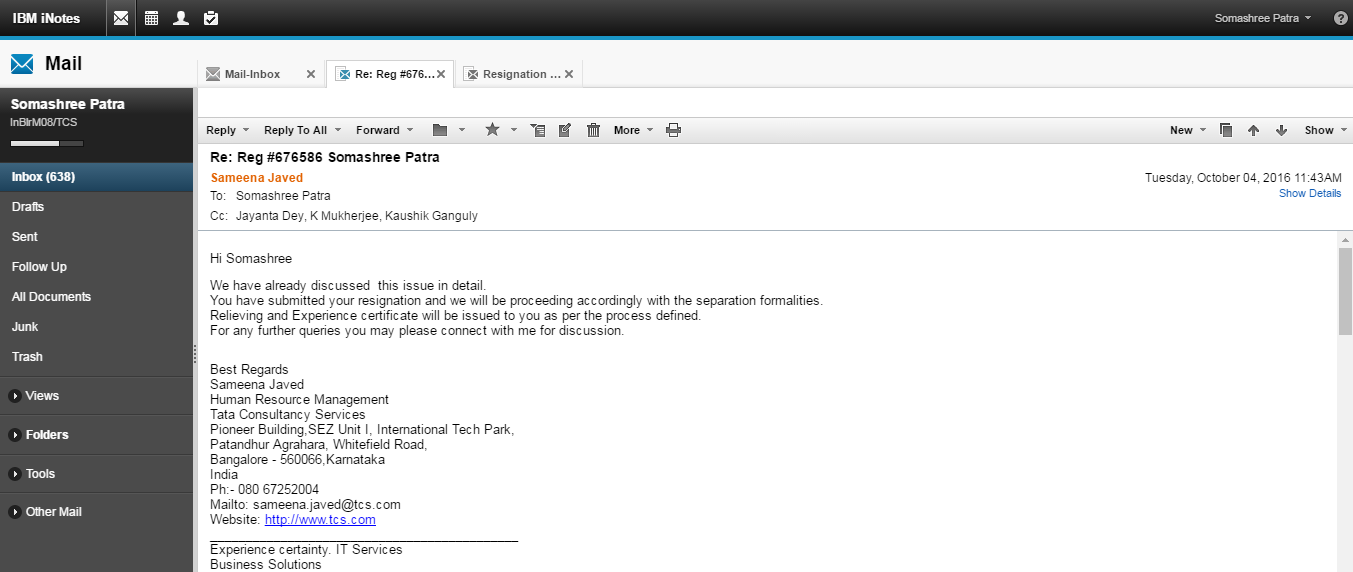 IBM iNotes
Somashree Patra
Mail
Mail-Inbox
Re: Reg #676...
Resignation ...
Somashree Patra
InBlrM08/TCS
Reply Reply To All Forward More New Show
Inbox (638)
Drafts
Sent
Follow Up
All Documents
Junk
Trash
Views
Folders
Tools
Other Mail
Re: Reg #676586 Somashree Patra
Sameena Javed
Tuesday, October 04, 2016 11:43AM
To: Somashree Patra
Show Details
Cc: Jayanta Dey, K Mukherjee, Kaushik Ganguly
Hi Somashree
We have already discussed  this issue in detail.
You have submitted your resignation and we will be proceeding accordingly with the separation formalities.
Relieving and Experience certificate will be issued to you as per the process defined.
For any further queries you may please connect with me for discussion.
Best Regards
Sameena Javed
Human Resource Management
Tata Consultancy Services
Pioneer Building,SEZ Unit I, International Tech Park,
Patandhur Agrahara, Whitefield Road,
Bangalore - 560066,Karnataka
India
Ph:- 080 67252004
Mailto: sameena.javed@tcs.com
Website: http://www.tcs.com
____________________________________________
Experience certainty. IT Services
Business Solutions